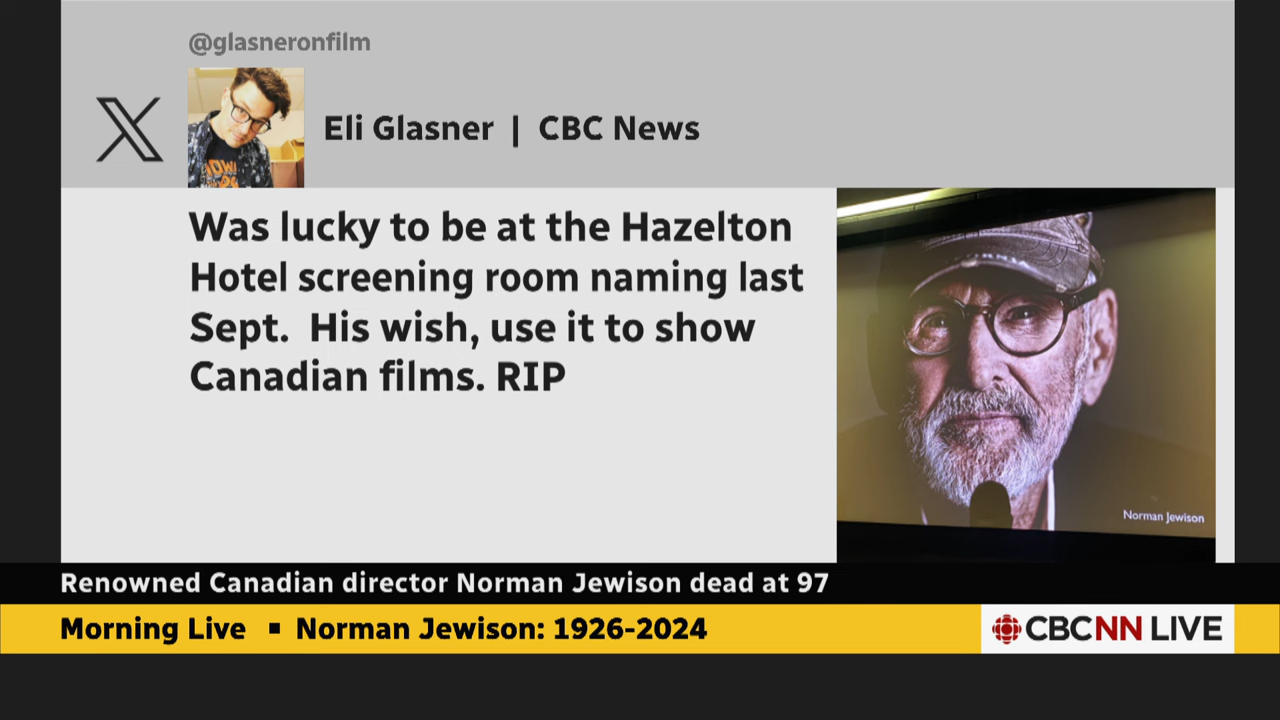 @glasneronfilm
Eli Glasner | CBC News
Was lucky to be at the Hazelton
Hotel screening room naming last
Sept.  His wish, use it to show
Canadian films. RIP
Norman Jewison
Renowned Canadian director Norman Jewison dead at 97
Morning Live ▪ Norman Jewison: 1926-2024
CBCNN LIVE